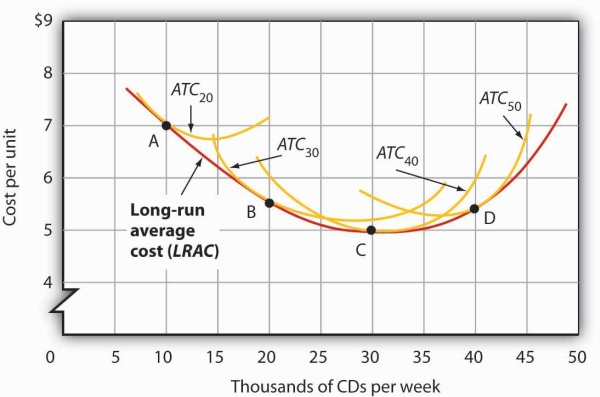 $9
8
7
6
5
4
Cost per unit
ATC20
ATC30
ATC40
ATC50
A
B
C
D
Long-run
average
cost (LRAC)
0 5 10 15 20 25 30 35 40 45 50
Thousands of CDs per week